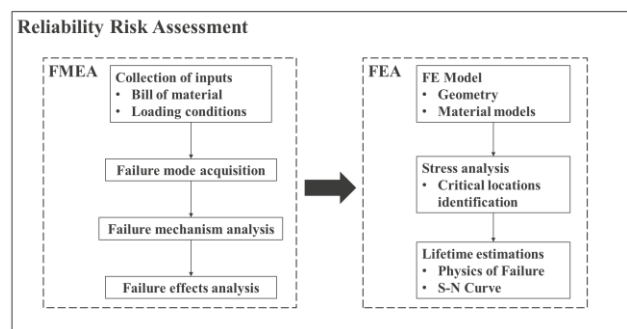 Reliability Risk Assessment
FMEA
Collection of inputs
• Bill of material
• Loading conditions
Failure mode acquisition
Failure mechanism analysis
Failure effects analysis
FEA
FE Model
• Geometry
• Material models
Stress analysis
• Critical locations
identification
Lifetime estimations
• Physics of Failure
• S-N Curve